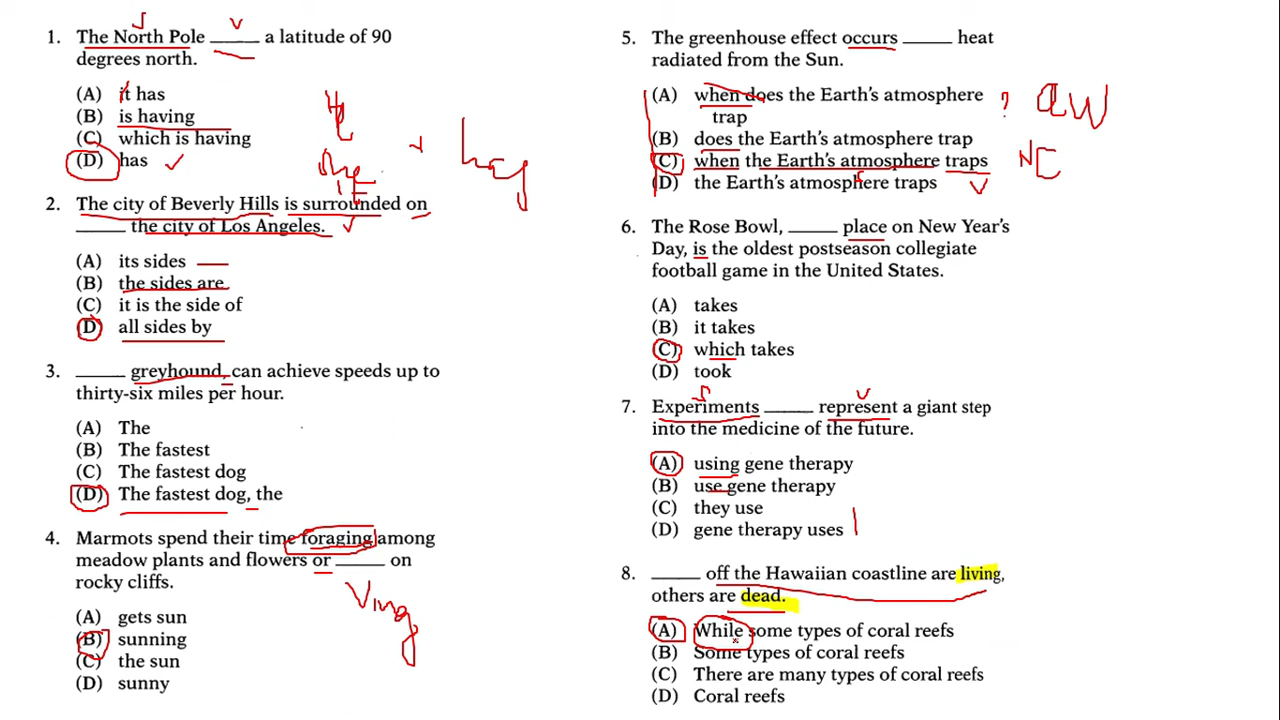 1. The North Pole _____ a latitude of 90
degrees north.
(A) it has
(B) is having
(C) which is having
(D) has
2. The city of Beverly Hills is surrounded on
_____ the city of Los Angeles.
(A) its sides
(B) the sides are
(C) it is the side of
(D) all sides by
3. _____ greyhound, can achieve speeds up to
thirty-six miles per hour.
(A) The
(B) The fastest
(C) The fastest dog
(D) The fastest dog, the
4. Marmots spend their time foraging among
meadow plants and flowers or _____ on
rocky cliffs.
Ving
(A) gets sun
(B) sunning
(C) the sun
(D) sunny
5. The greenhouse effect occurs _____ heat
radiated from the Sun.
(A) when does the Earth's atmosphere
trap
(B) does the Earth's atmosphere trap
(C) when the Earth's atmosphere traps
(D) the Earth's atmosphere traps
6. The Rose Bowl, _____ place on New Year's
Day, is the oldest postseason collegiate
football game in the United States.
(A) takes
(B) it takes
(C) which takes
(D) took
7. Experiments _____ represent a giant step
into the medicine of the future.
(A) using gene therapy
(B) use gene therapy
(C) they use
(D) gene therapy uses
8. _____ off the Hawaiian coastline are living,
others are dead.
(A) While some types of coral reefs
(B) Some types of coral reefs
(C) There are many types of coral reefs
(D) Coral reefs